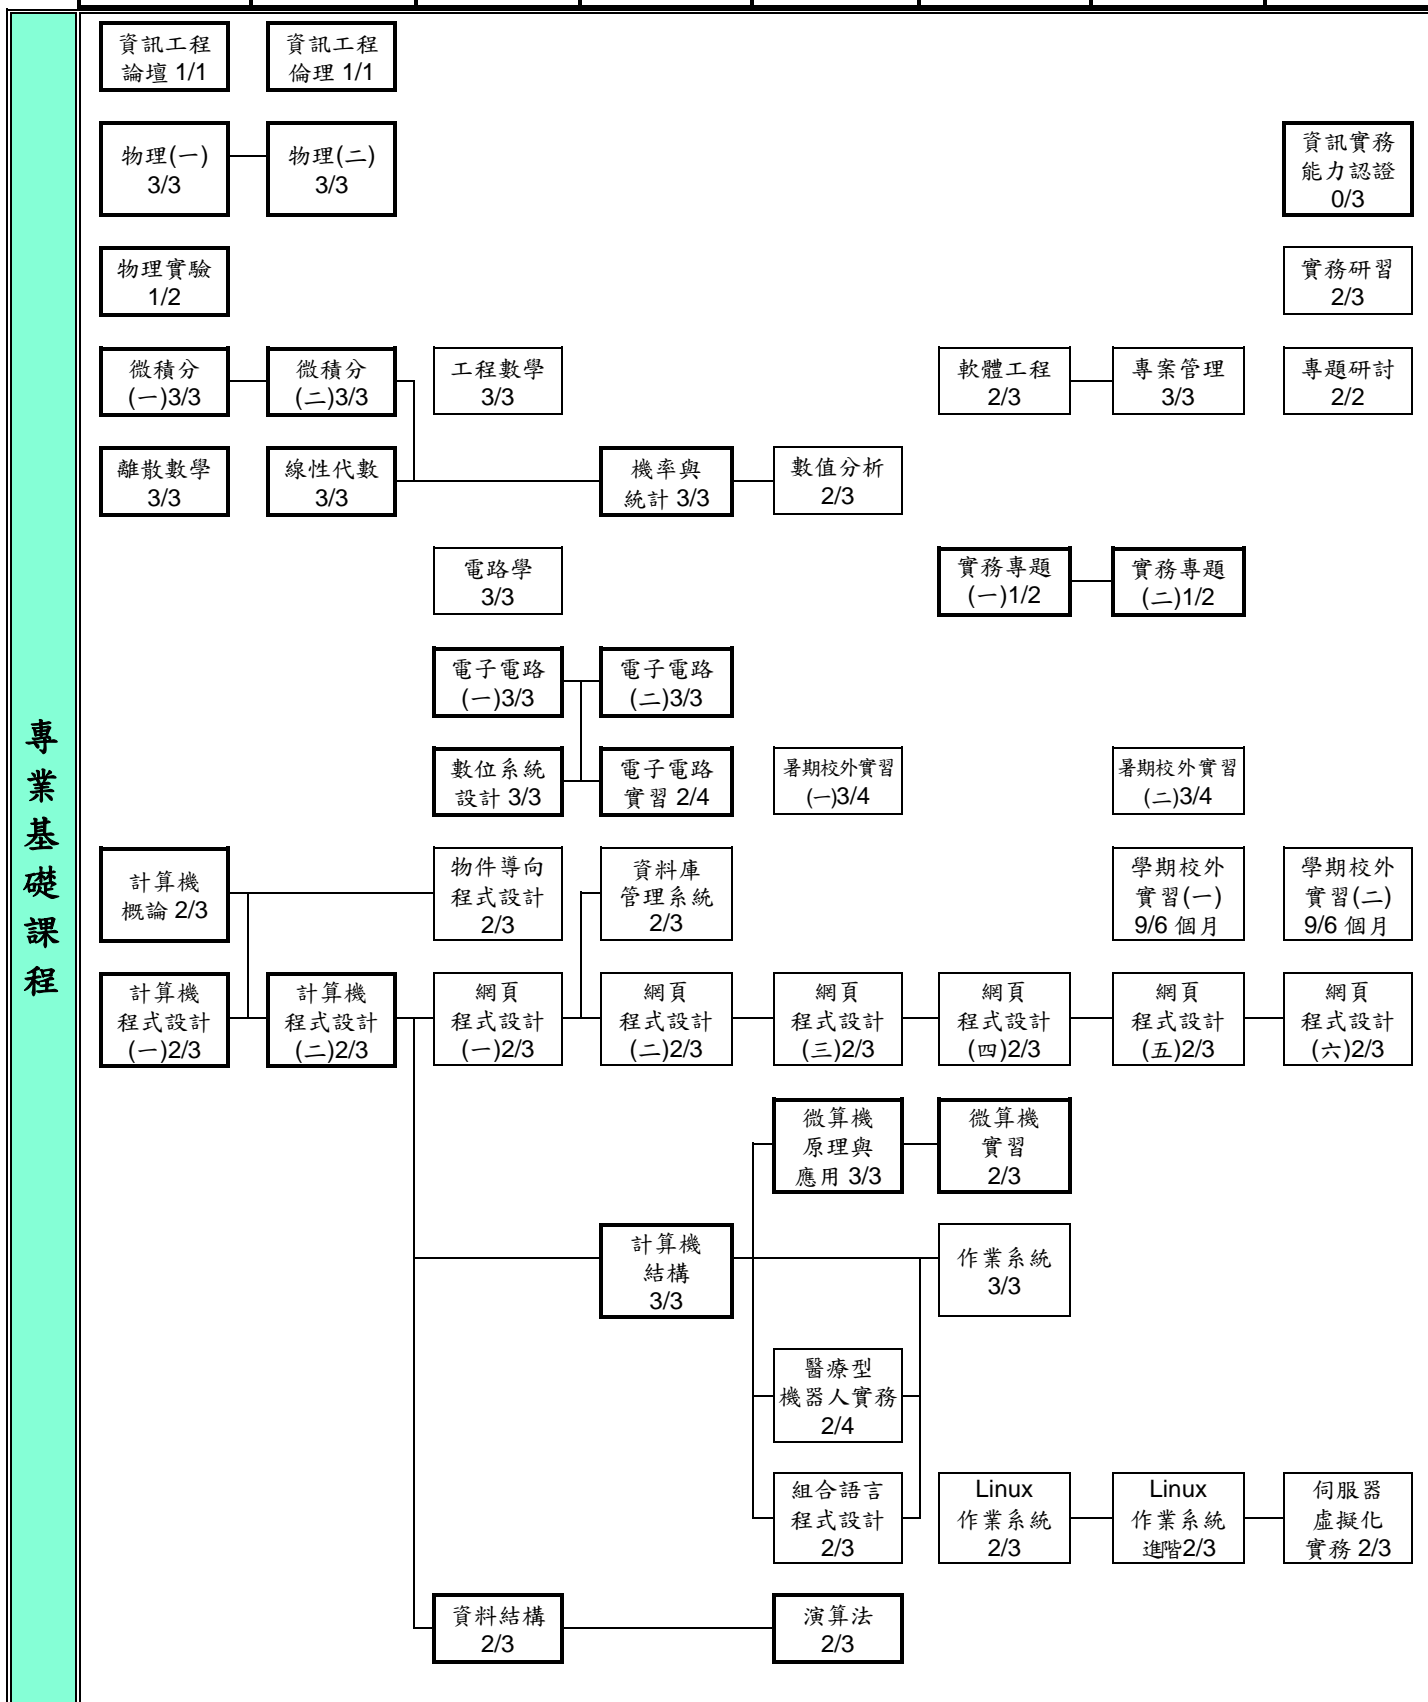 專業基礎課程
資訊工程
論壇 1/1
資訊工程
倫理 1/1
物理(一)
3/3
物理(二)
3/3
資訊實務
能力認證
0/3
物理實驗
1/2
實務研習
2/3
微積分
(一)3/3
微積分
(二)3/3
工程數學
3/3
軟體工程
2/3
專案管理
3/3
專題研討
2/2
離散數學
3/3
線性代數
3/3
機率與
統計 3/3
數值分析
2/3
電路學
3/3
實務專題
(一)1/2
實務專題
(二)1/2
電子電路
(一)3/3
電子電路
(二)3/3
數位系統
設計 3/3
電子電路
實習 2/4
暑期校外實習
(一)3/4
暑期校外實習
(二)3/4
計算機
概論 2/3
物件導向
程式設計
2/3
資料庫
管理系統
2/3
學期校外
實習(一)
9/6 個月
學期校外
實習(二)
9/6 個月
計算機
程式設計
(一)2/3
計算機
程式設計
(二)2/3
網頁
程式設計
(一)2/3
網頁
程式設計
(二)2/3
網頁
程式設計
(三)2/3
網頁
程式設計
(四)2/3
網頁
程式設計
(五)2/3
網頁
程式設計
(六)2/3
微算機
原理與
應用 3/3
微算機
實習
2/3
計算機
結構
3/3
作業系統
3/3
醫療型
機器人實務
2/4
組合語言
程式設計
2/3
Linux
作業系統
2/3
Linux
作業系統
進階2/3
伺服器
虛擬化
實務 2/3
資料結構
2/3
演算法
2/3